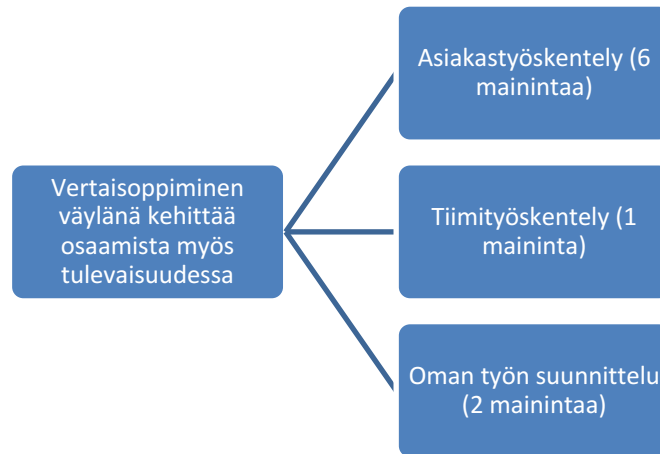 Vertaisoppiminen
väylänä kehittää
osaamista myös
tulevaisuudessa
Asiakastyöskentely (6
mainintaa)
Tiimityöskentely (1
maininta)
Oman työn suunnittelu
(2 mainintaa)